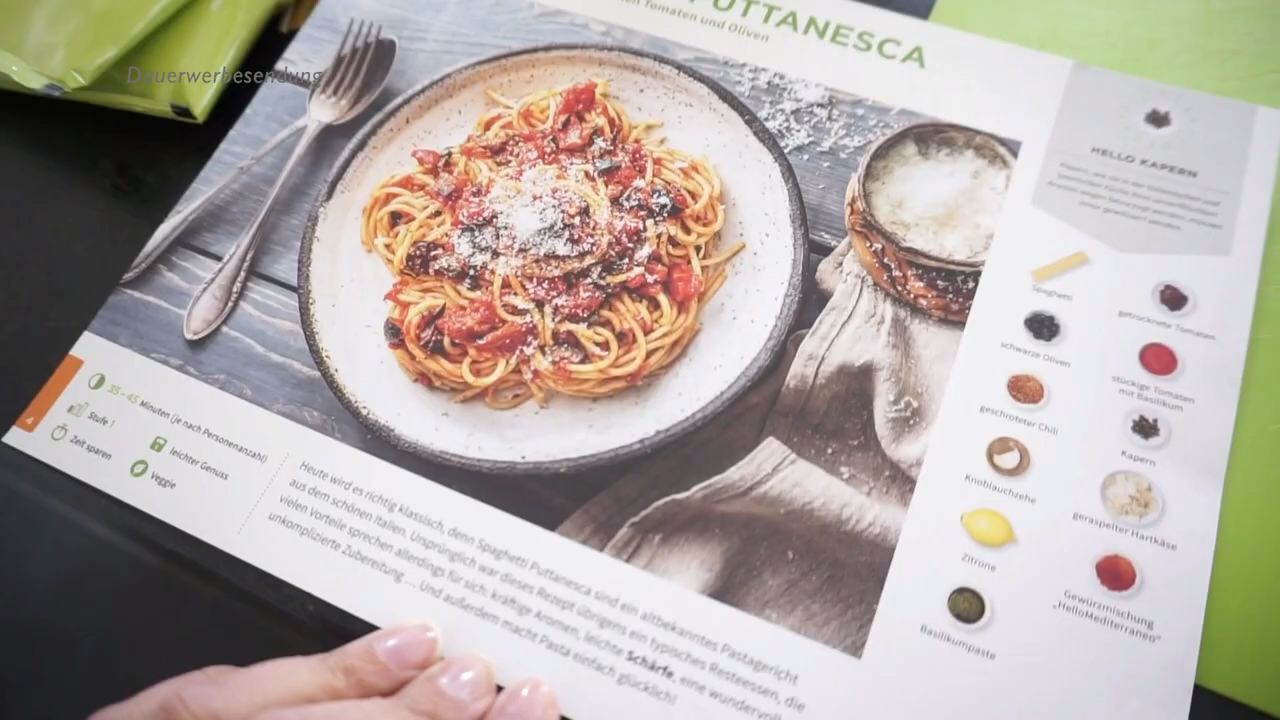 Dauerwerbesendung
PUTTANESCA
Tomaten und Oliven
HELLO KAPERN
Spaghetti
getrocknete Tomaten
schwarze Oliven
stückige Tomaten
mit Basilikum
geschroteter Chili
Kapern
Knoblauchzehe
geraspelter Hartkäse
Zitrone
Gewürzmischung
„HelloMediterraneo“
Basilikumpaste
4
35 – 45 Minuten (je nach Personenanzahl)
Stufe 1
leichter Genuss
Zeit sparen
Veggie
Heute wird es richtig klassisch, denn Spaghetti Puttanesca sind ein altbekanntes Pastagericht
aus dem schönen Italien. Ursprünglich war dieses Rezept übrigens ein typisches Resteessen, die
vielen Vorteile sprechen allerdings für sich: kräftige Aromen, leichte Schärfe, eine wundervoll
unkomplizierte Zubereitung … Und außerdem macht Pasta einfach glücklich!